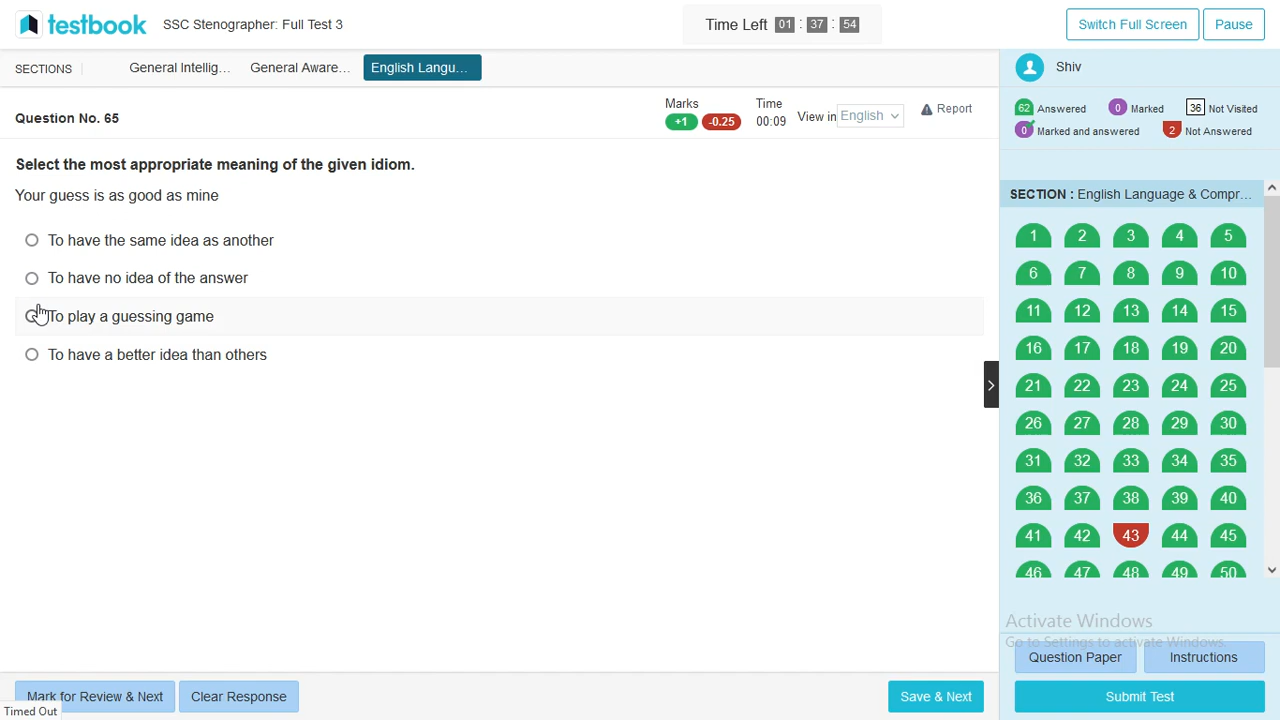 testbook SSC Stenographer: Full Test 3 Time Left 01 : 37 : 54 Switch Full Screen Pause
SECTIONS General Intellig... General Aware... English Langu... Shiv
Marks Time
Question No. 65 +1 -0.25 00:09 View in English Report
62 Answered 0 Marked 36 Not Visited
0 Marked and answered 2 Not Answered
Select the most appropriate meaning of the given idiom.
Your guess is as good as mine
To have the same idea as another
To have no idea of the answer
To play a guessing game
To have a better idea than others
SECTION : English Language & Compr...
1 2 3 4 5
6 7 8 9 10
11 12 13 14 15
16 17 18 19 20
21 22 23 24 25
26 27 28 29 30
31 32 33 34 35
36 37 38 39 40
41 42 43 44 45
46 47 48 49 50
Activate Windows
Go to Settings to activate Windows.
Question Paper Instructions
Mark for Review & Next Clear Response Save & Next Submit Test
Timed Out